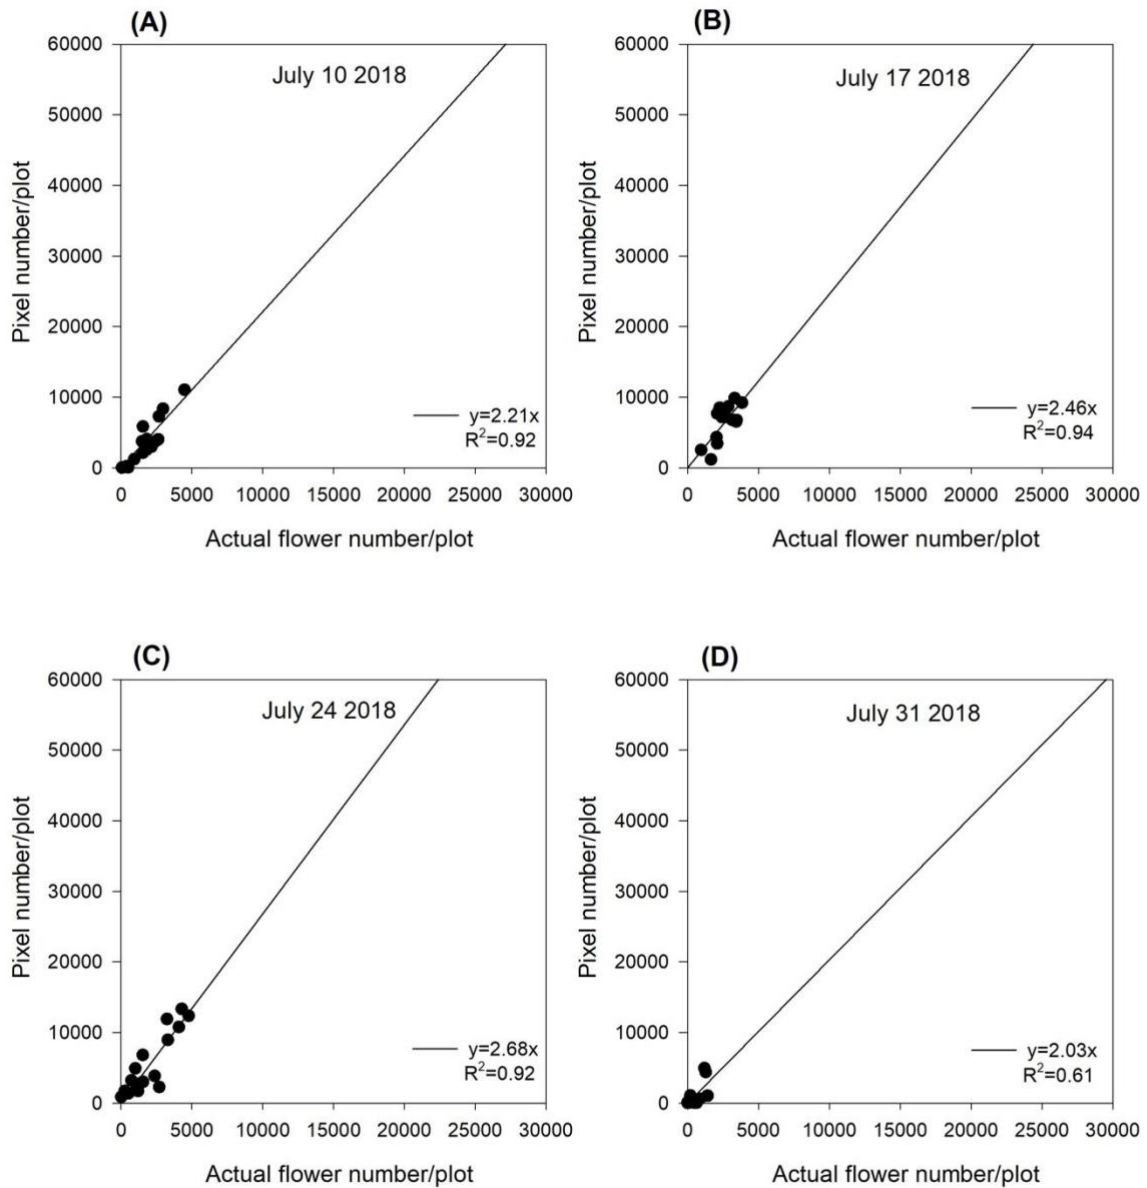 (A)
July 10 2018
60000
50000
40000
30000
20000
10000
0
Pixel number/plot
y=2.21x
R²=0.92
0 5000 10000 15000 20000 25000 30000
Actual flower number/plot
(B)
July 17 2018
60000
50000
40000
30000
20000
10000
0
Pixel number/plot
y=2.46x
R²=0.94
0 5000 10000 15000 20000 25000 30000
Actual flower number/plot
(C)
July 24 2018
60000
50000
40000
30000
20000
10000
0
Pixel number/plot
y=2.68x
R²=0.92
0 5000 10000 15000 20000 25000 30000
Actual flower number/plot
(D)
July 31 2018
60000
50000
40000
30000
20000
10000
0
Pixel number/plot
y=2.03x
R²=0.61
0 5000 10000 15000 20000 25000 30000
Actual flower number/plot